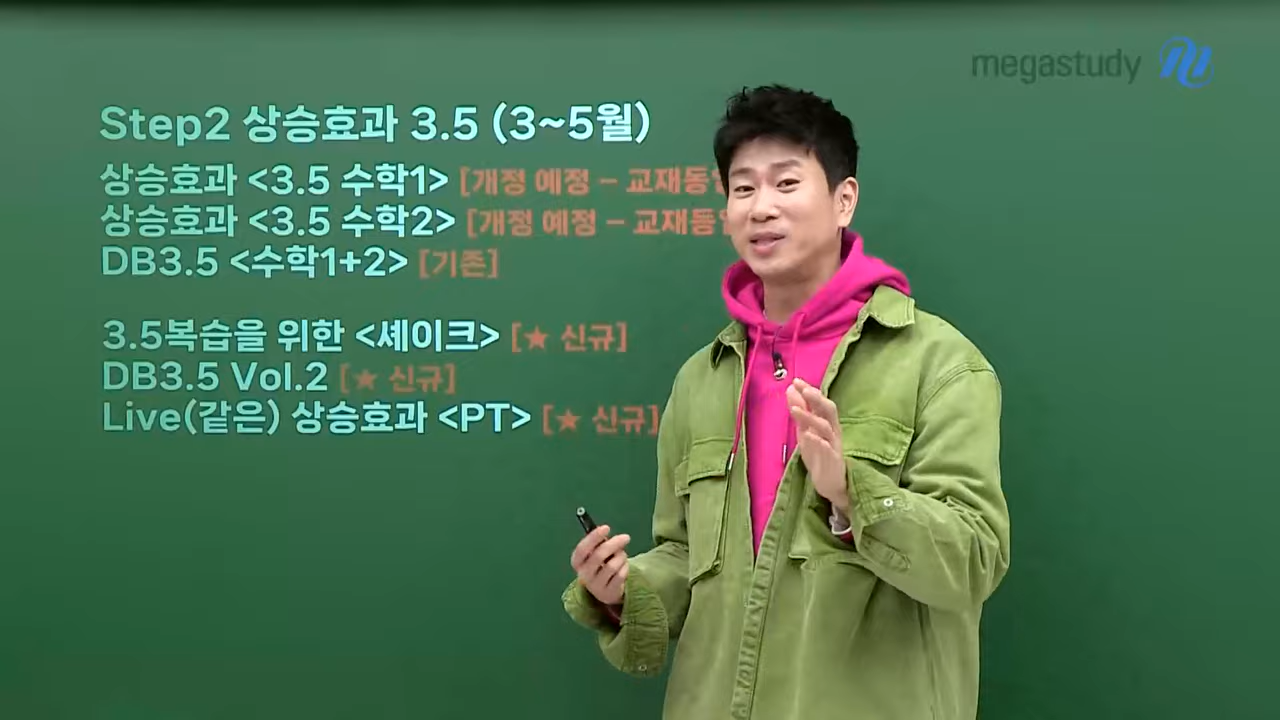 megastudy
Step2 상승효과 3.5 (3~5월)
상승효과 <3.5 수학1> [개정 예정 – 교재동
상승효과 <3.5 수학2> [개정 예정 – 교재동
DB3.5 <수학1+2> [기존]
3.5복습을 위한 <셰이크> [★ 신규]
DB3.5 Vol.2 [★ 신규]
Live(같은) 상승효과 <PT> [★ 신규]